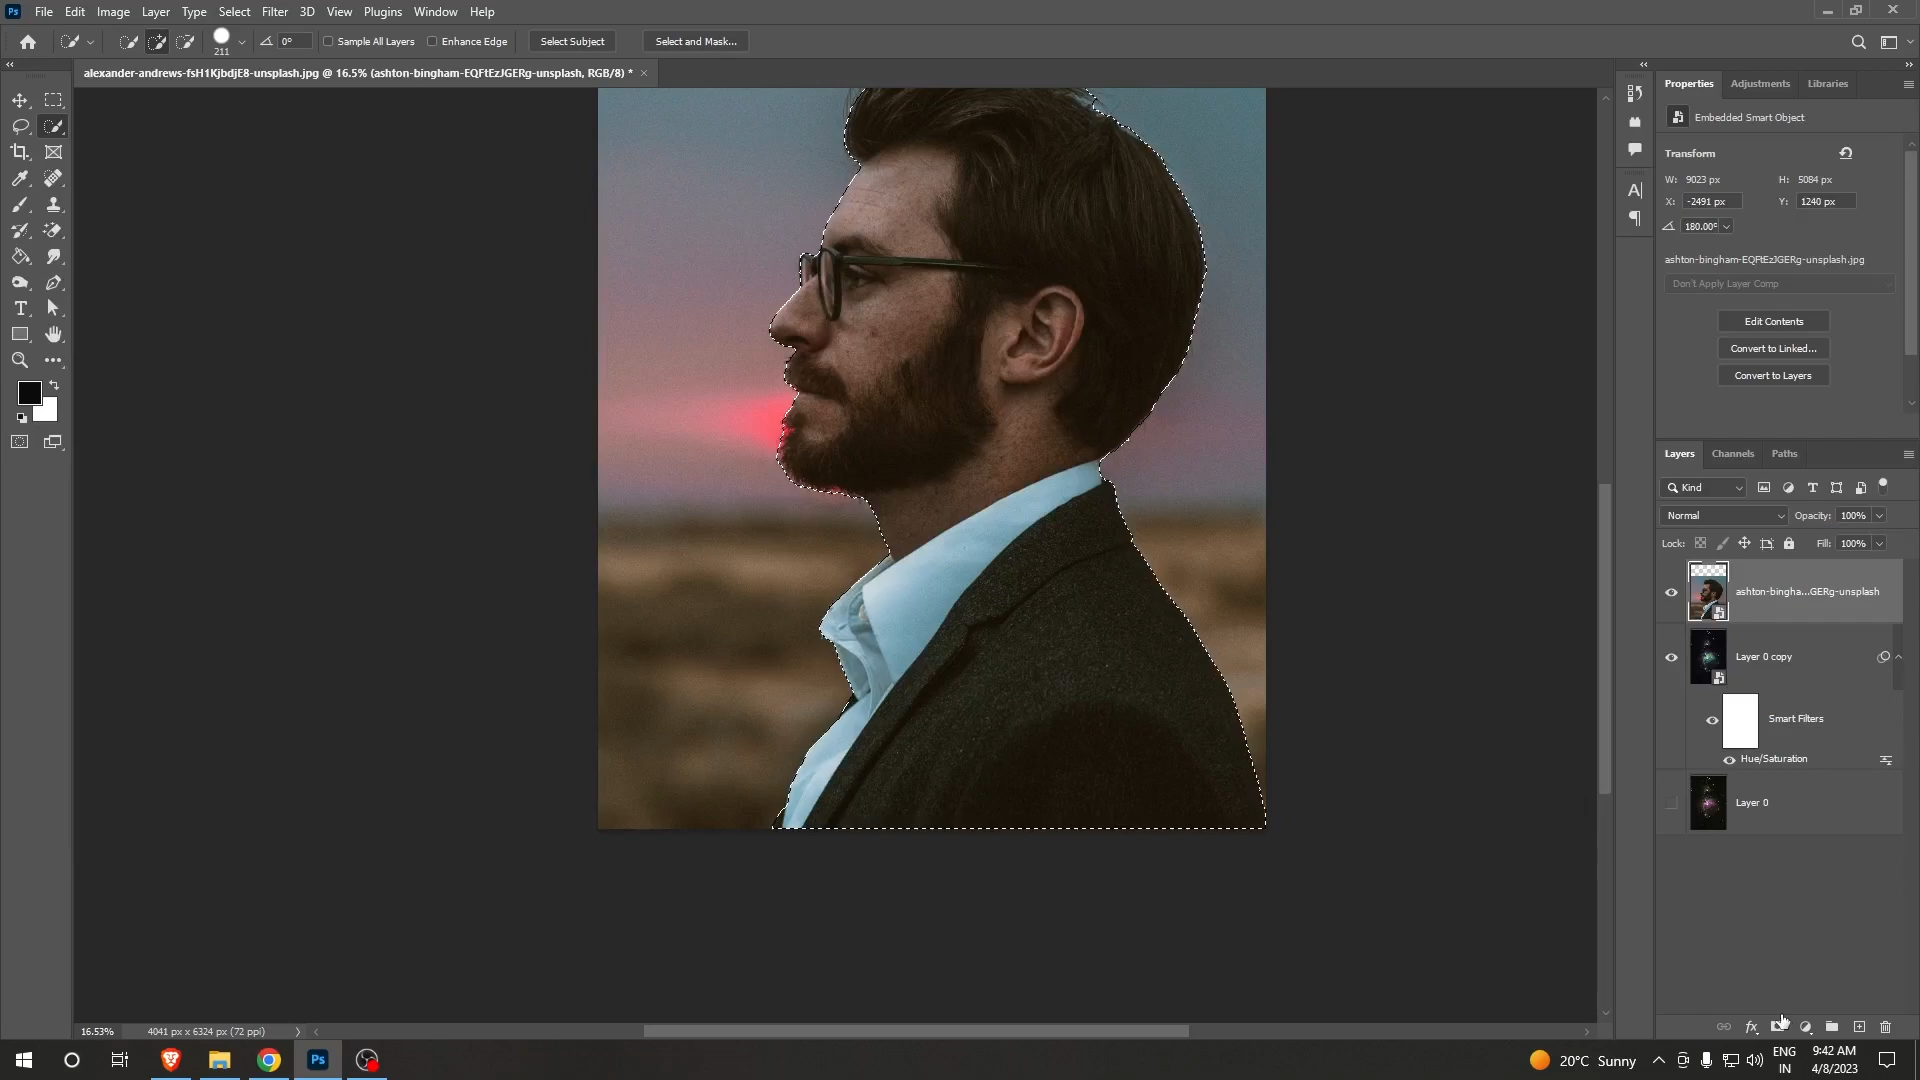 Ps File Edit Image Layer Type Select Filter 3D View Plugins Window Help
211 0° Sample All Layers Enhance Edge Select Subject Select and Mask...
alexander-andrews-fsH1KjbdjE8-unsplash.jpg @ 16.5% (ashton-bingham-EQFtEzJGERg-unsplash, RGB/8) * ×
Properties Adjustments Libraries
Embedded Smart Object
Transform
W: 9023 px H: 5084 px
X: -2491 px Y: 1240 px
180.00°
ashton-bingham-EQFtEzJGERg-unsplash.jpg
Don't Apply Layer Comp
Edit Contents
Convert to Linked...
Convert to Layers
Layers Channels Paths
Kind
Normal Opacity: 100%
Lock: Fill: 100%
ashton-bingha...GERg-unsplash
Layer 0 copy
Smart Filters
Hue/Saturation
Layer 0
fx
16.53% 4041 px x 6324 px (72 ppi)
Ps 20°C Sunny ENG 9:42 AM
IN 4/8/2023